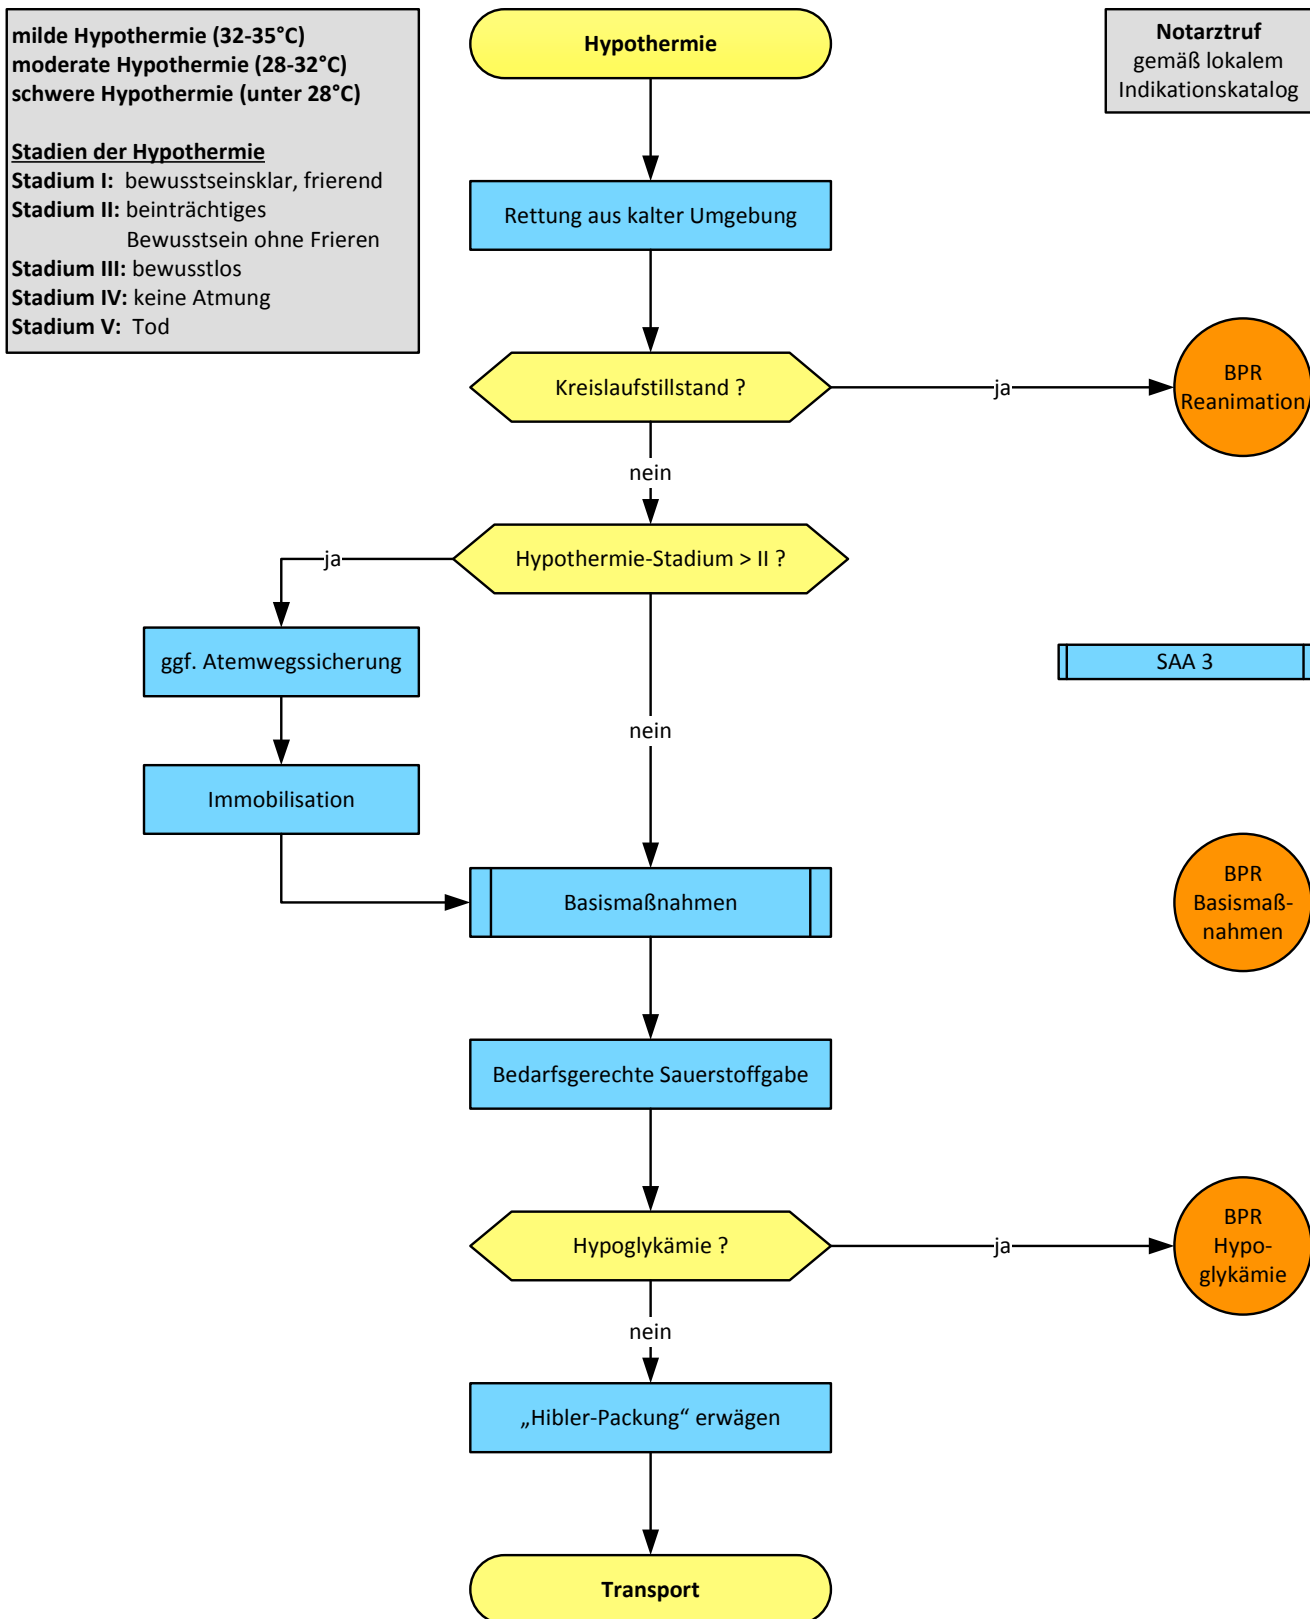 milde Hypothermie (32-35°C)
moderate Hypothermie (28-32°C)
schwere Hypothermie (unter 28°C)
Stadien der Hypothermie
Stadium I: bewusstseinsklar, frierend
Stadium II: beinträchtiges
Bewusstsein ohne Frieren
Stadium III: bewusstlos
Stadium IV: keine Atmung
Stadium V: Tod
Hypothermie
Notarztruf
gemäß lokalem
Indikationskatalog
Rettung aus kalter Umgebung
Kreislaufstillstand ?
ja
BPR
Reanimation
nein
Hypothermie-Stadium > II ?
ja
ggf. Atemwegssicherung
SAA 3
nein
Immobilisation
Basismaßnahmen
BPR
Basismaß-
nahmen
Bedarfsgerechte Sauerstoffgabe
Hypoglykämie ?
ja
BPR
Hypo-
glykämie
nein
„Hibler-Packung“ erwägen
Transport